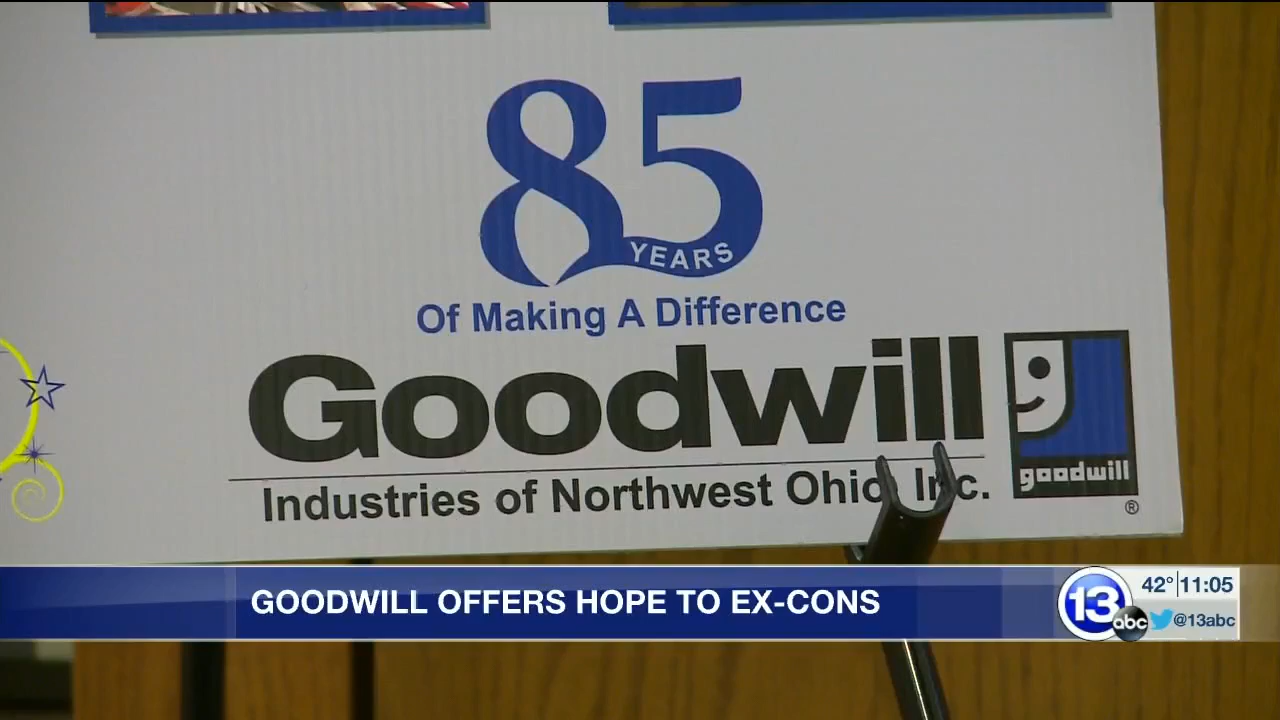 85
YEARS
Of Making A Difference
Goodwill
goodwill
Industries of Northwest Ohio Inc.
®
GOODWILL OFFERS HOPE TO EX-CONS
13
abc
42° 11:05
@13abc